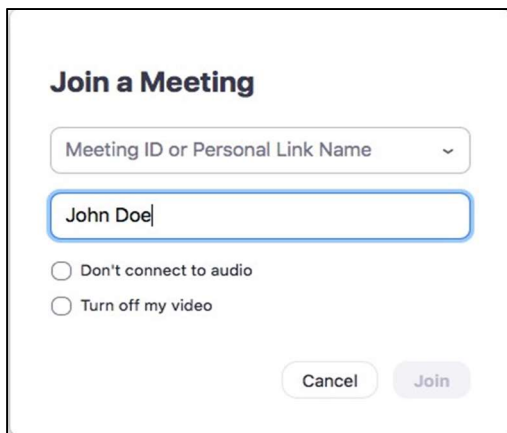 Join a Meeting
Meeting ID or Personal Link Name
John Doe
Don't connect to audio
Turn off my video
Cancel Join